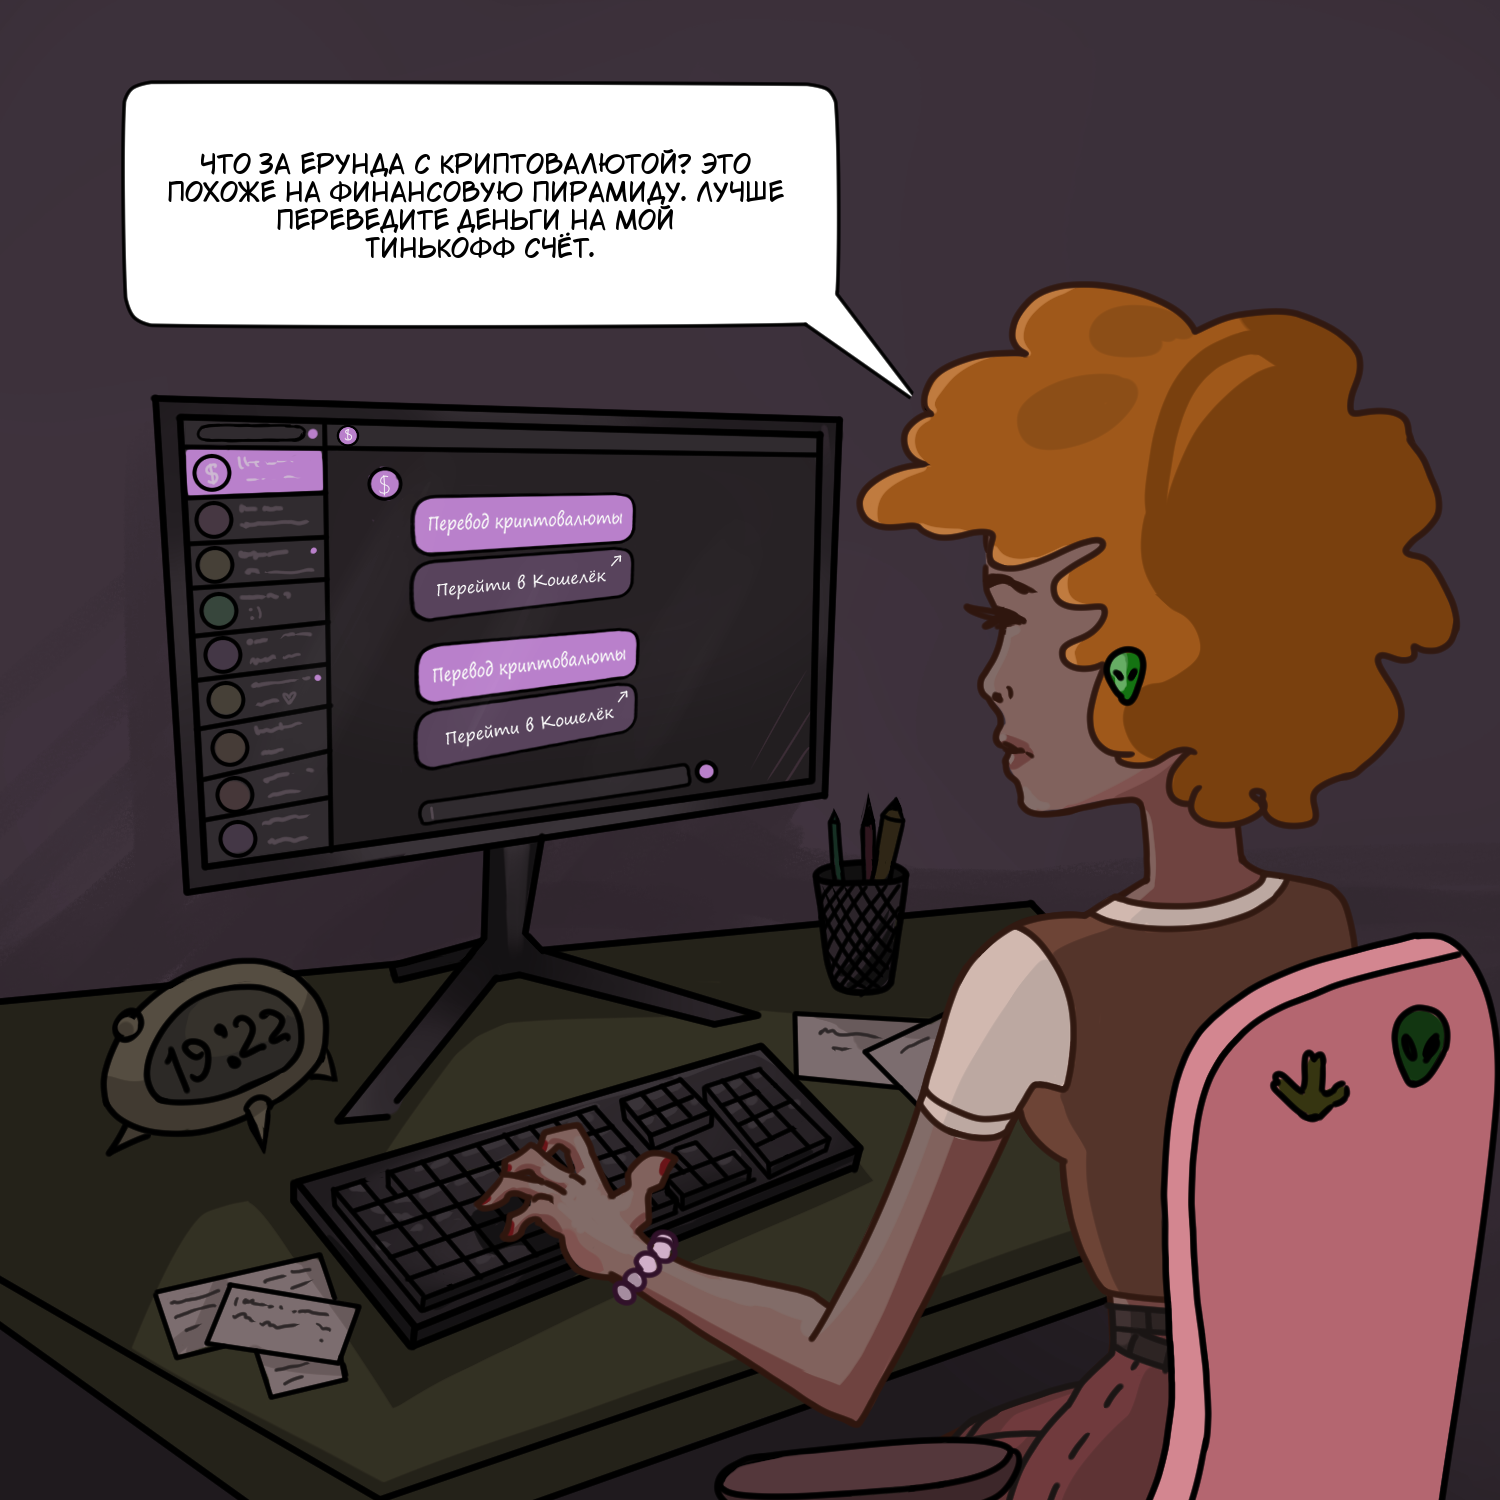 ЧТО ЗА ЕРУНДА С КРИПТОВАЛЮТОЙ? ЭТО
ПОХОЖЕ НА ФИНАНСОВУЮ ПИРАМИДУ. ЛУЧШЕ
ПЕРЕВЕДИТЕ ДЕНЬГИ НА МОЙ
ТИНЬКОФФ СЧЁТ.
$
$
$
Перевод криптовалюты
Перейти в Кошелёк
Перевод криптовалюты
Перейти в Кошелёк
:)
19:22